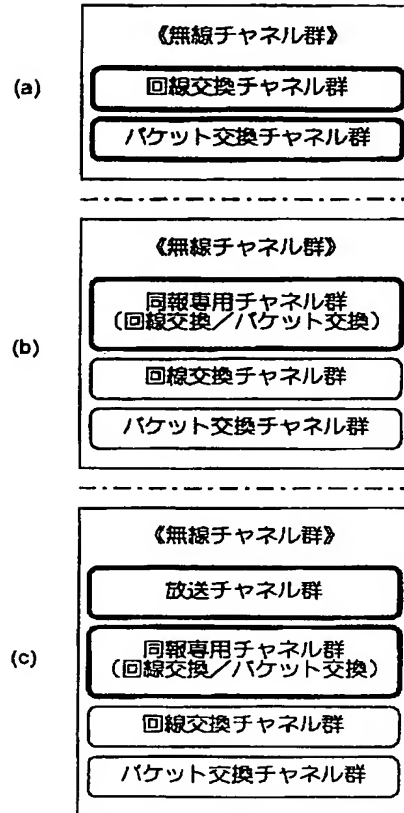 (a)
《無線チャンネル群》
回線交換チャネル群
パケット交換チャネル群
(b)
《無線チャネル群》
同報専用チャネル群
(回線交換／パケット交換)
回線交換チャネル群
パケット交換チャネル群
(c)
《無線チャネル群》
放送チャネル群
同報専用チャネル群
(回線交換／パケット交換)
回線交換チャネル群
パケット交換チャネル群